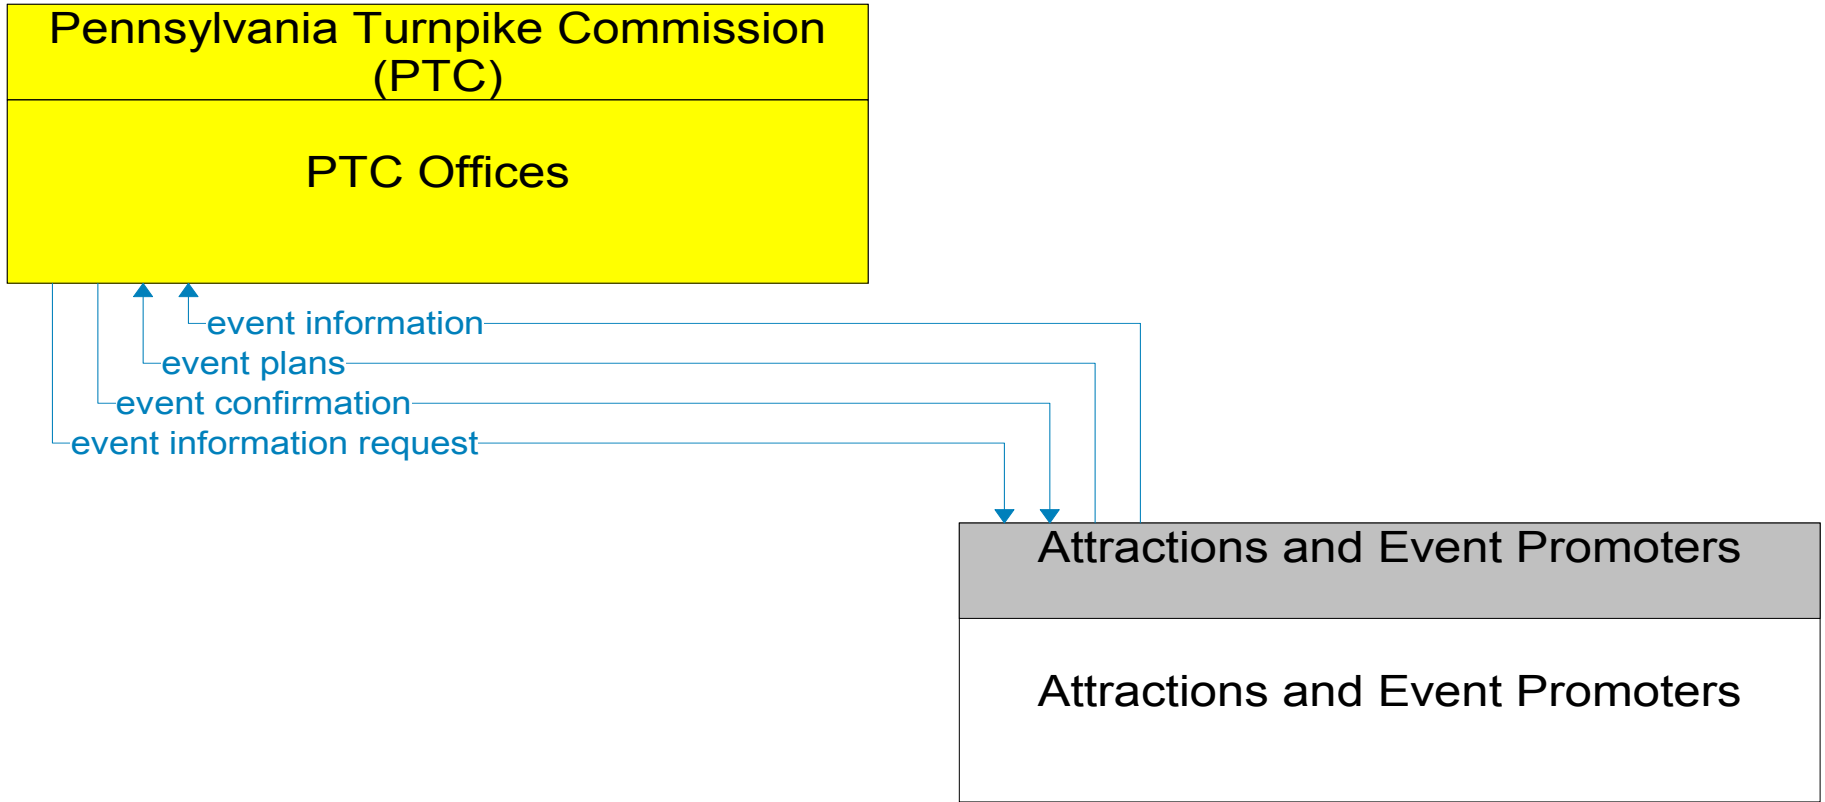 Pennsylvania Turnpike Commission
(PTC)
PTC Offices
event information
event plans
event confirmation
event information request
Attractions and Event Promoters
Attractions and Event Promoters